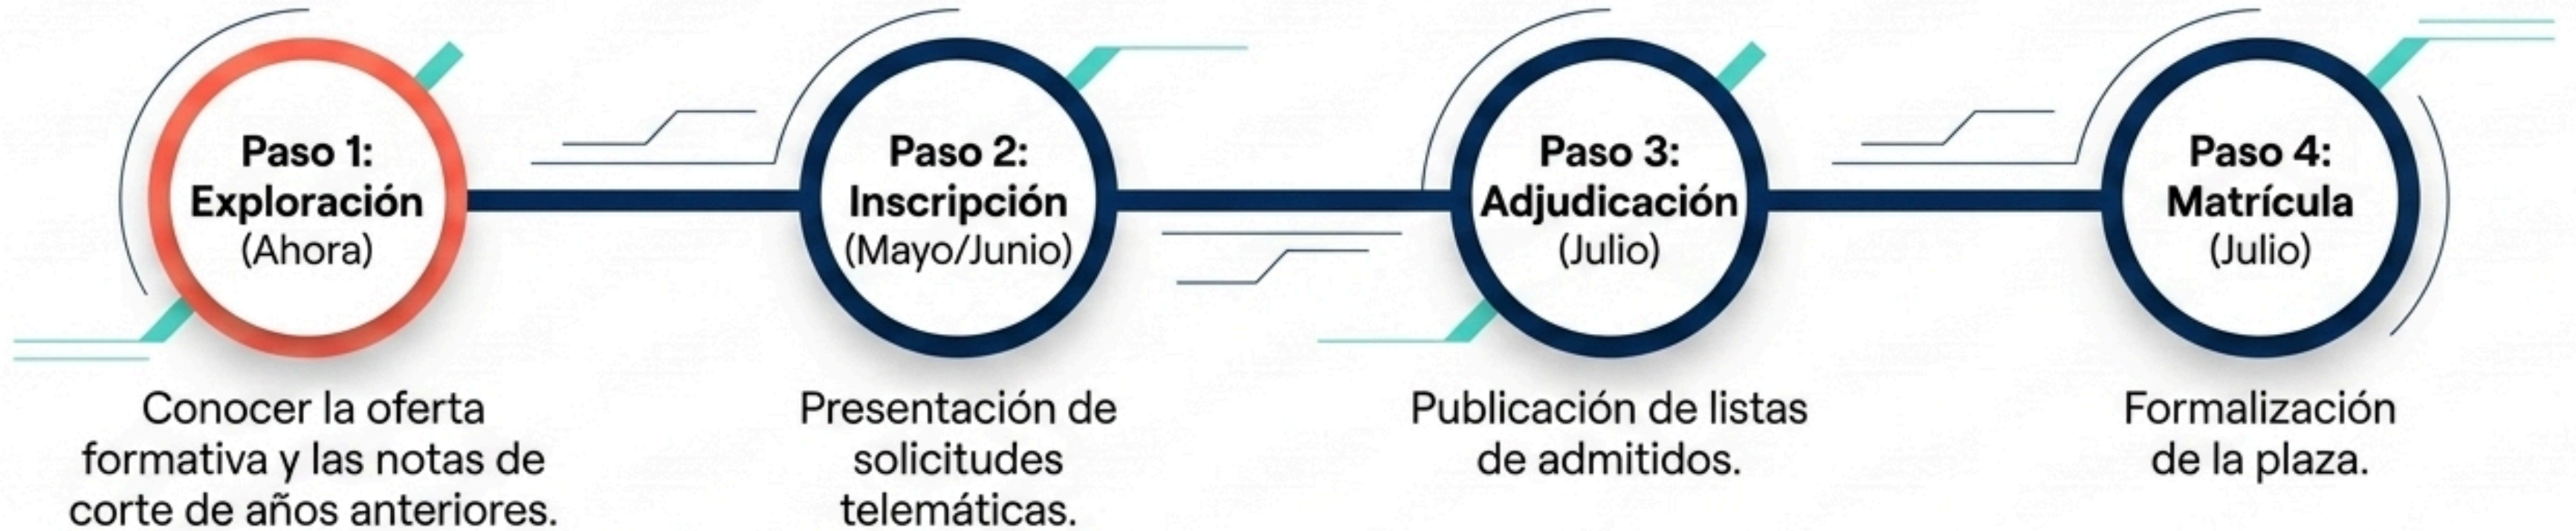 Paso 1:
Exploración
(Ahora)
Conocer la oferta
formativa y las notas de
corte de años anteriores.
Paso 2:
Inscripción
(Mayo/Junio)
Presentación de
solicitudes
telemáticas.
Paso 3:
Adjudicación
(Julio)
Publicación de listas
de admitidos.
Paso 4:
Matrícula
(Julio)
Formalización
de la plaza.